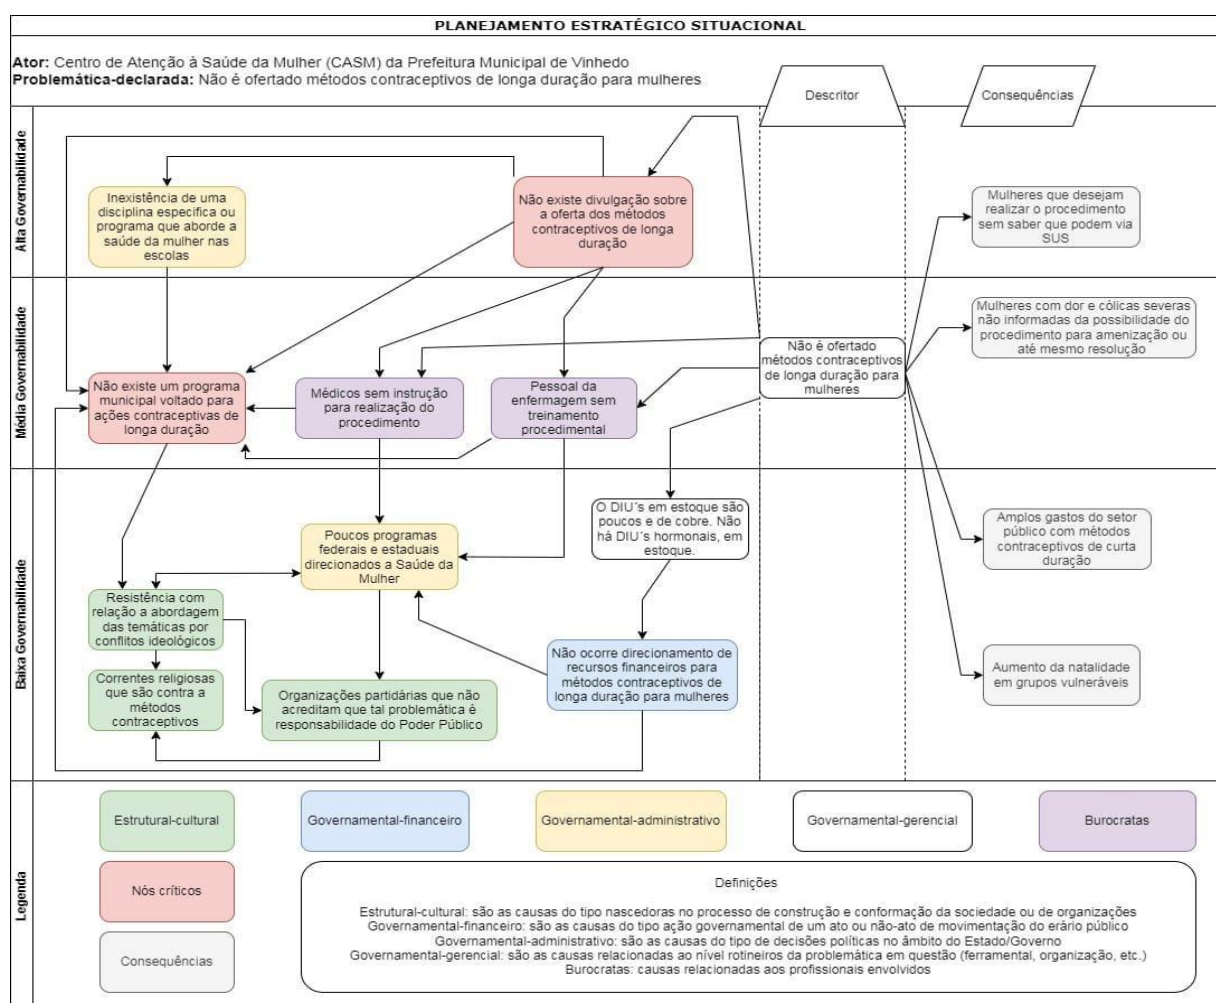 PLANEJAMENTO ESTRATÉGICO SITUACIONAL
Ator: Centro de Atenção à Saúde da Mulher (CASM) da Prefeitura Municipal de Vinhedo
Problemática-declarada: Não é ofertado métodos contraceptivos de longa duração para mulheres
Descritor
Consequências
Alta Governabilidade
Inexistência de uma
disciplina especifica ou
programa que aborde a
saúde da mulher nas
escolas
Não existe divulgação sobre
a oferta dos métodos
contraceptivos de longa
duração
Mulheres que desejam
realizar o procedimento
sem saber que podem via
SUS
Média Governabilidade
Não existe um programa
municipal voltado para
ações contraceptivas de
longa duração
Médicos sem instrução
para realização do
procedimento
Pessoal da
enfermagem sem
treinamento
procedimental
Não é ofertado
métodos contraceptivos
de longa duração para
mulheres
Mulheres com dor e cólicas severas
não informadas da possibilidade do
procedimento para amenização ou
até mesmo resolução
Baixa Governabilidade
Poucos programas
federais e estaduais
direcionados a Saúde da
Mulher
O DIU´s em estoque são
poucos e de cobre. Não
há DIU´s hormonais, em
estoque.
Amplos gastos do setor
público com métodos
contraceptivos de curta
duração
Resistência com
relação a abordagem
das temáticas por
conflitos ideológicos
Correntes religiosas
que são contra a
métodos
contraceptivos
Organizações partidárias que não
acreditam que tal problemática é
responsabilidade do Poder Público
Não ocorre direcionamento de
recursos financeiros para
métodos contraceptivos de
longa duração para mulheres
Aumento da natalidade
em grupos vulneráveis
Legenda
Estrutural-cultural
Governamental-financeiro
Governamental-administrativo
Governamental-gerencial
Burocratas
Nós críticos
Consequências
Definições
Estrutural-cultural: são as causas do tipo nascedoras no processo de construção e conformação da sociedade ou de organizações
Governamental-financeiro: são as causas do tipo ação governamental de um ato ou não-ato de movimentação do erário público
Governamental-administrativo: são as causas do tipo de decisões políticas no âmbito do Estado/Governo
Governamental-gerencial: são as causas relacionadas ao nível rotineiros da problemática em questão (ferramental, organização, etc.)
Burocratas: causas relacionadas aos profissionais envolvidos